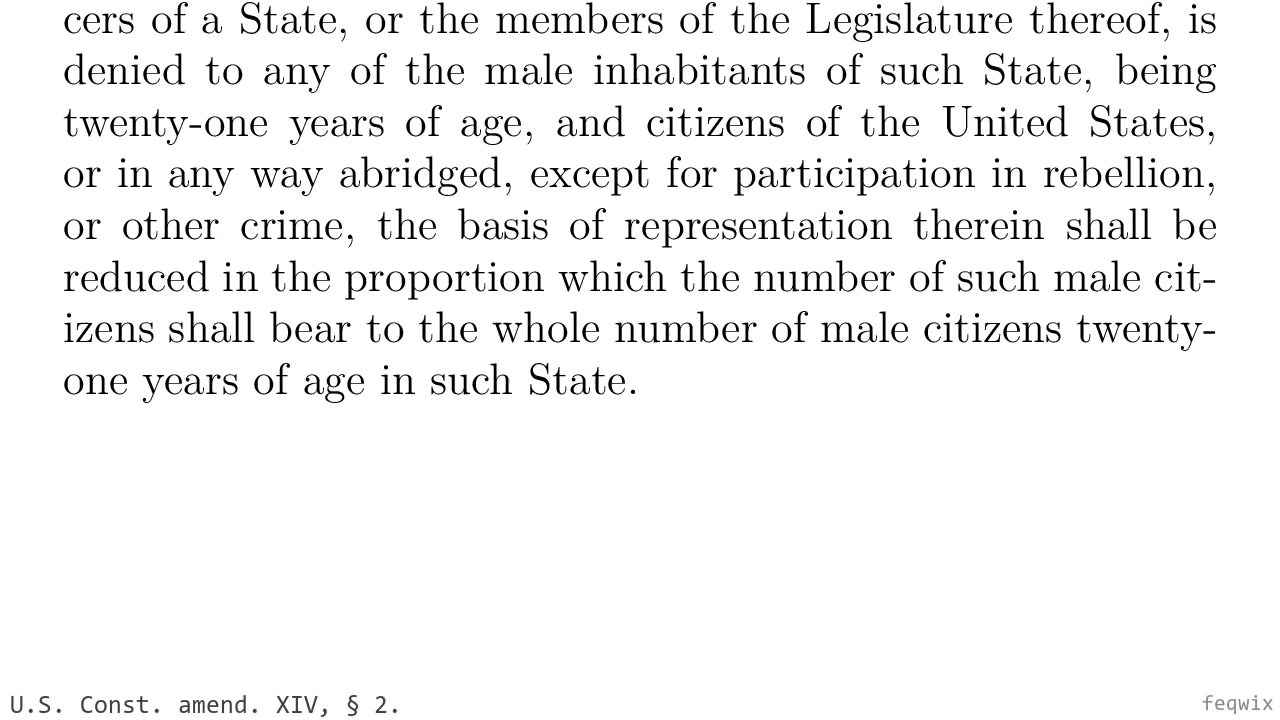 cers of a State, or the members of the Legislature thereof, is
denied to any of the male inhabitants of such State, being
twenty-one years of age, and citizens of the United States,
or in any way abridged, except for participation in rebellion,
or other crime, the basis of representation therein shall be
reduced in the proportion which the number of such male cit-
izens shall bear to the whole number of male citizens twenty-
one years of age in such State.
U.S. Const. amend. XIV, § 2.
feqwix